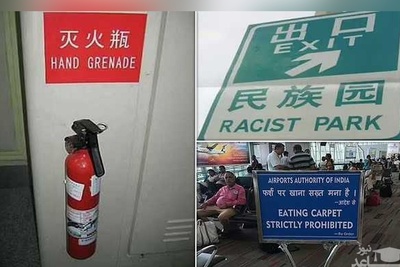 灭火瓶
HAND GRENADE
出口
EXIT
民族园
RACIST PARK
AIRPORTS AUTHORITY OF INDIA
फर्श पर खाना सख्त मना है ।
EATING CARPET
STRICTLY PROHIBITED